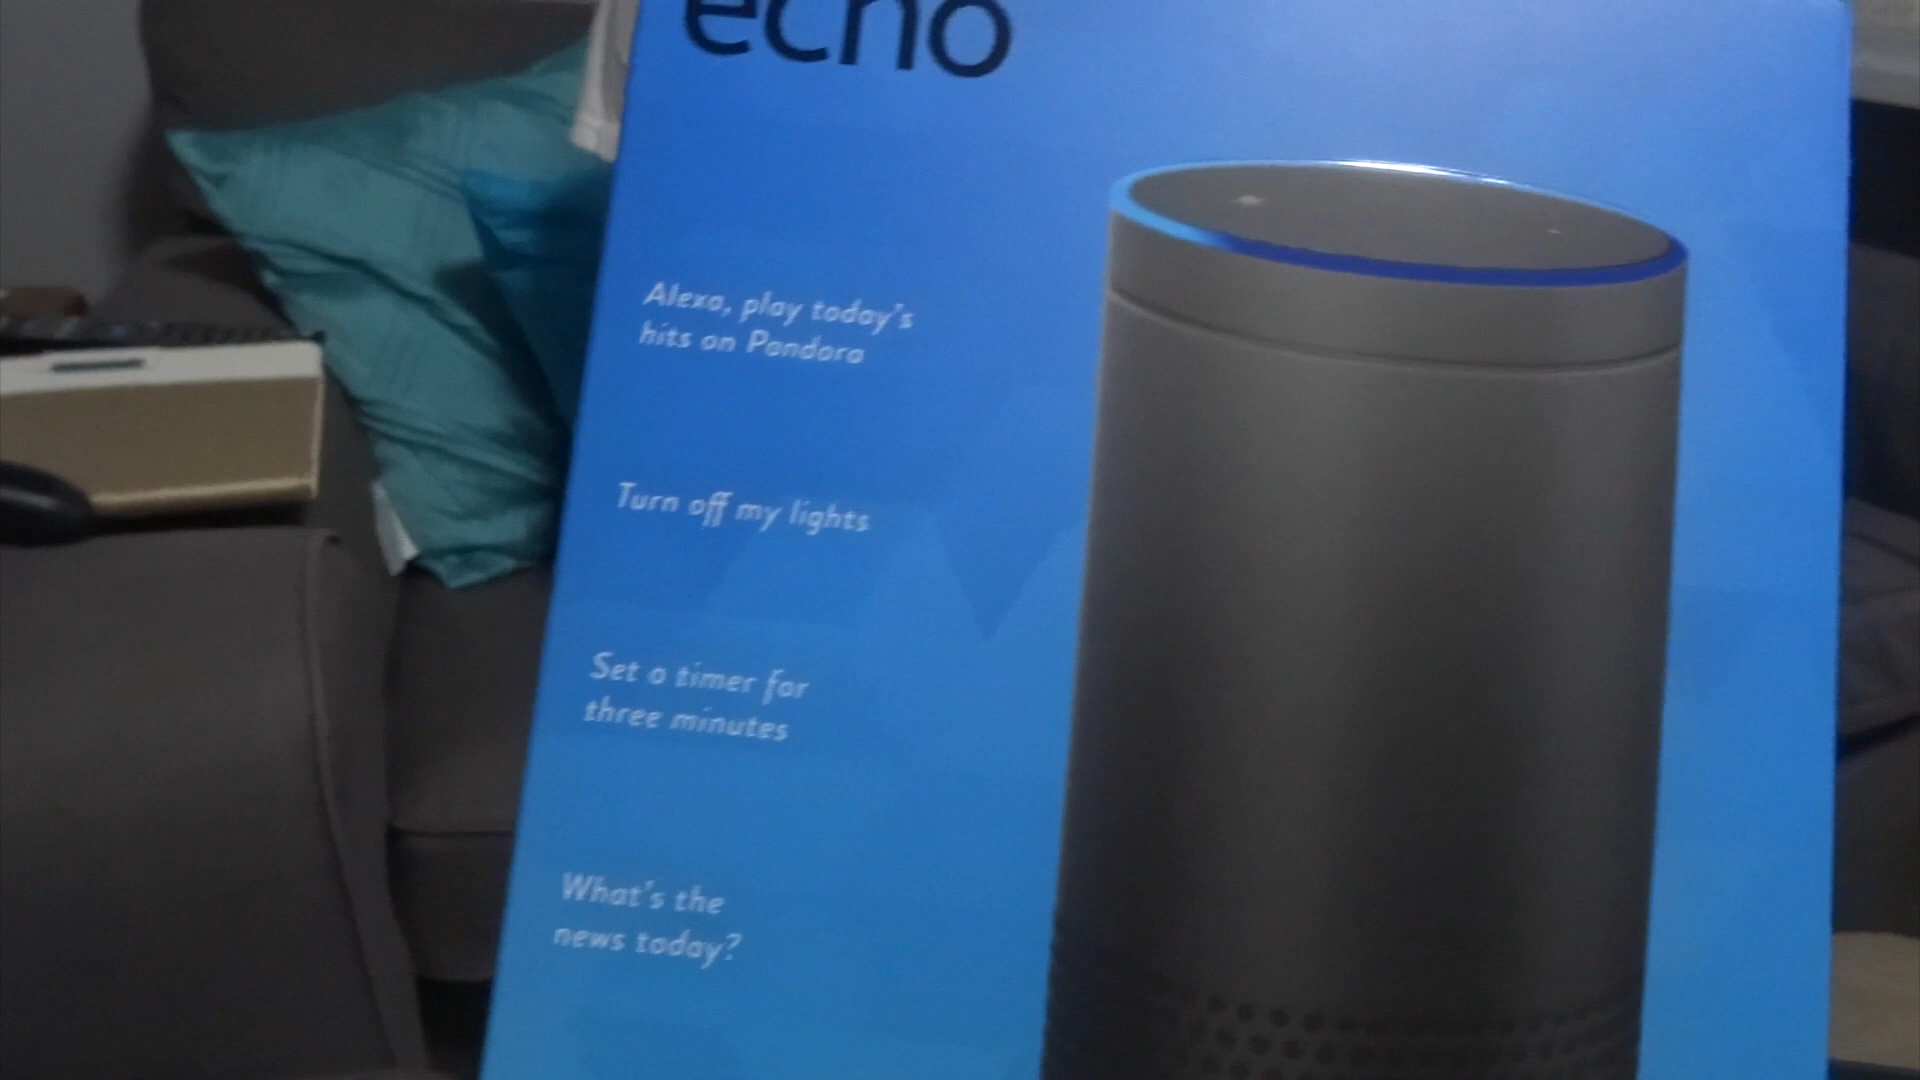 echo
Alexa, play today's
hits on Pandora
Turn off my lights
Set a timer for
three minutes
What's the
news today?